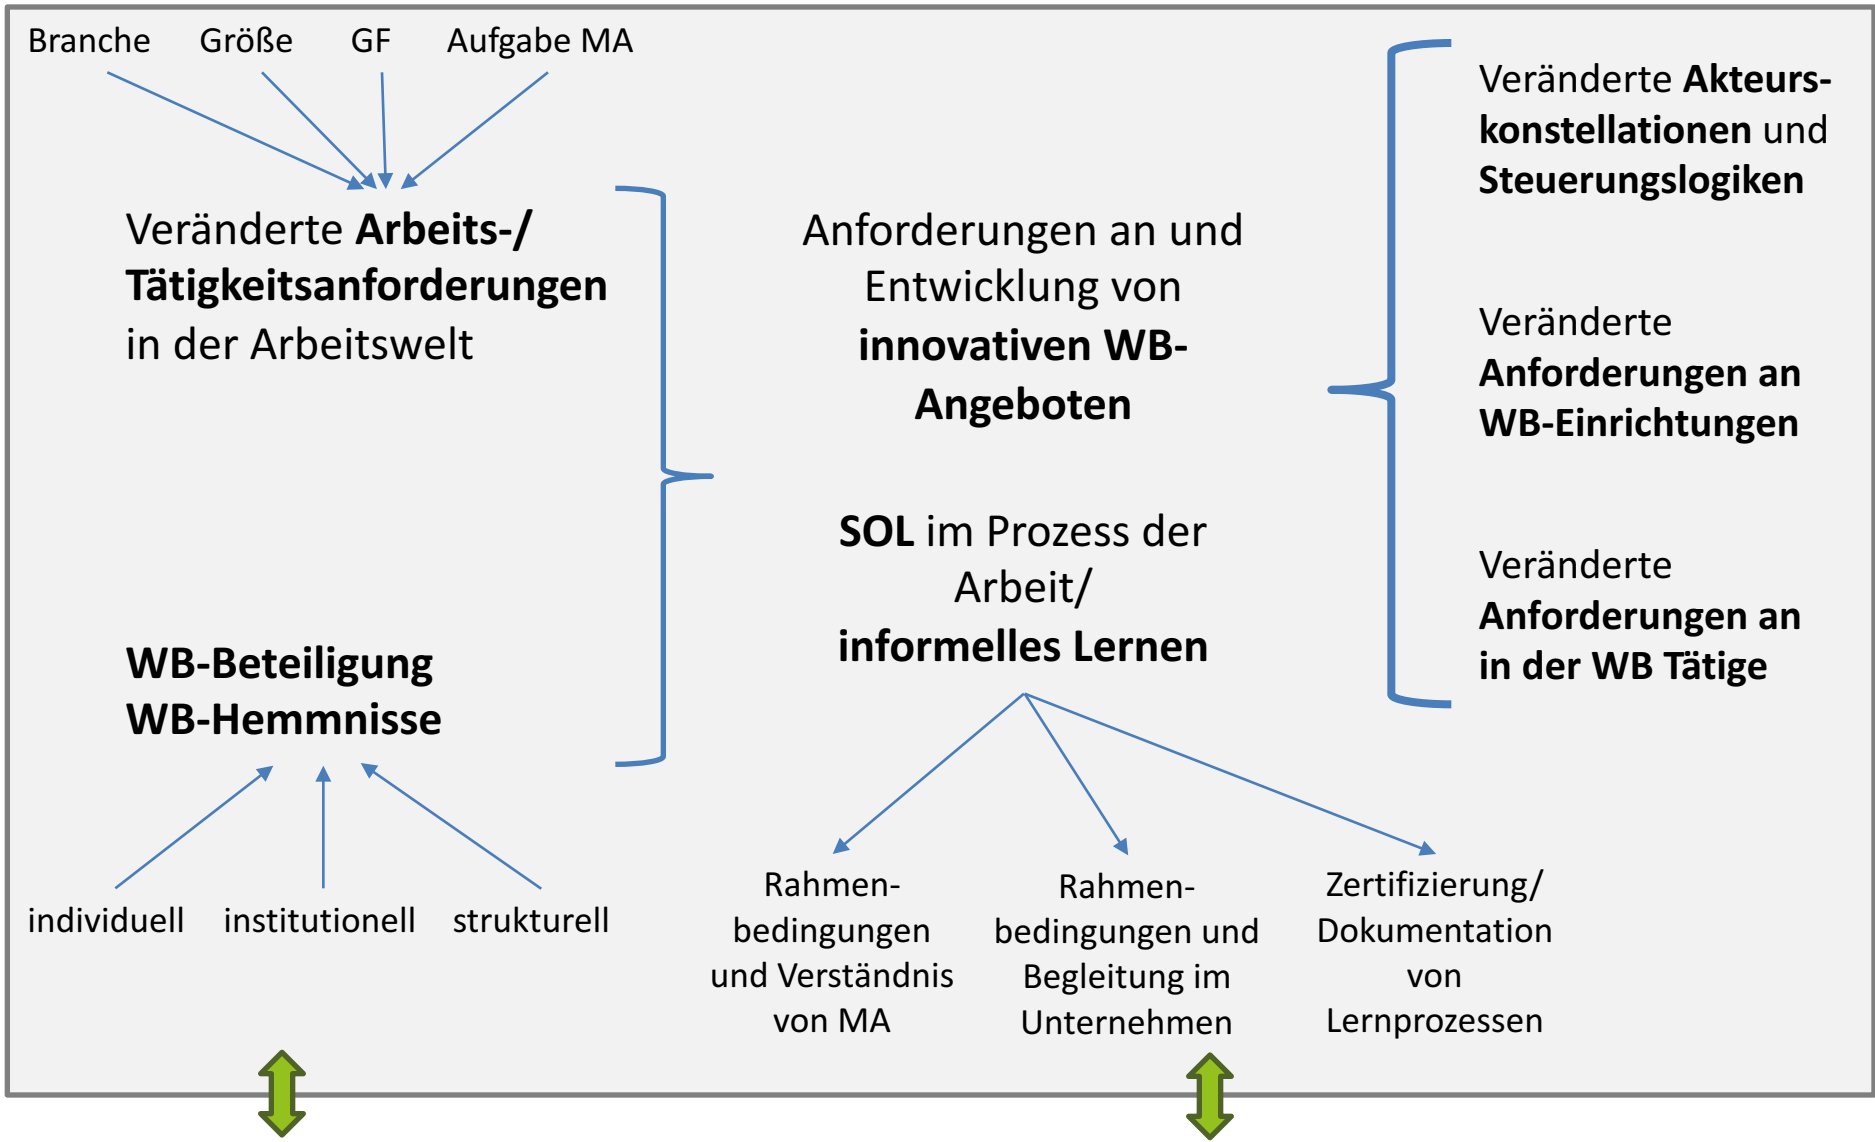 Branche
Größe
GF
Aufgabe MA
Veränderte Arbeits-/
Tätigkeitsanforderungen
in der Arbeitswelt
WB-Beteiligung
WB-Hemmnisse
individuell
institutionell
strukturell
Anforderungen an und
Entwicklung von
innovativen WB-
Angeboten
SOL im Prozess der
Arbeit/
informelles Lernen
Rahmen-
bedingungen
und Verständnis
von MA
Rahmen-
bedingungen und
Begleitung im
Unternehmen
Zertifizierung/
Dokumentation
von
Lernprozessen
Veränderte Akteurs-
konstellationen und
Steuerungslogiken
Veränderte
Anforderungen an
WB-Einrichtungen
Veränderte
Anforderungen an
in der WB Tätige